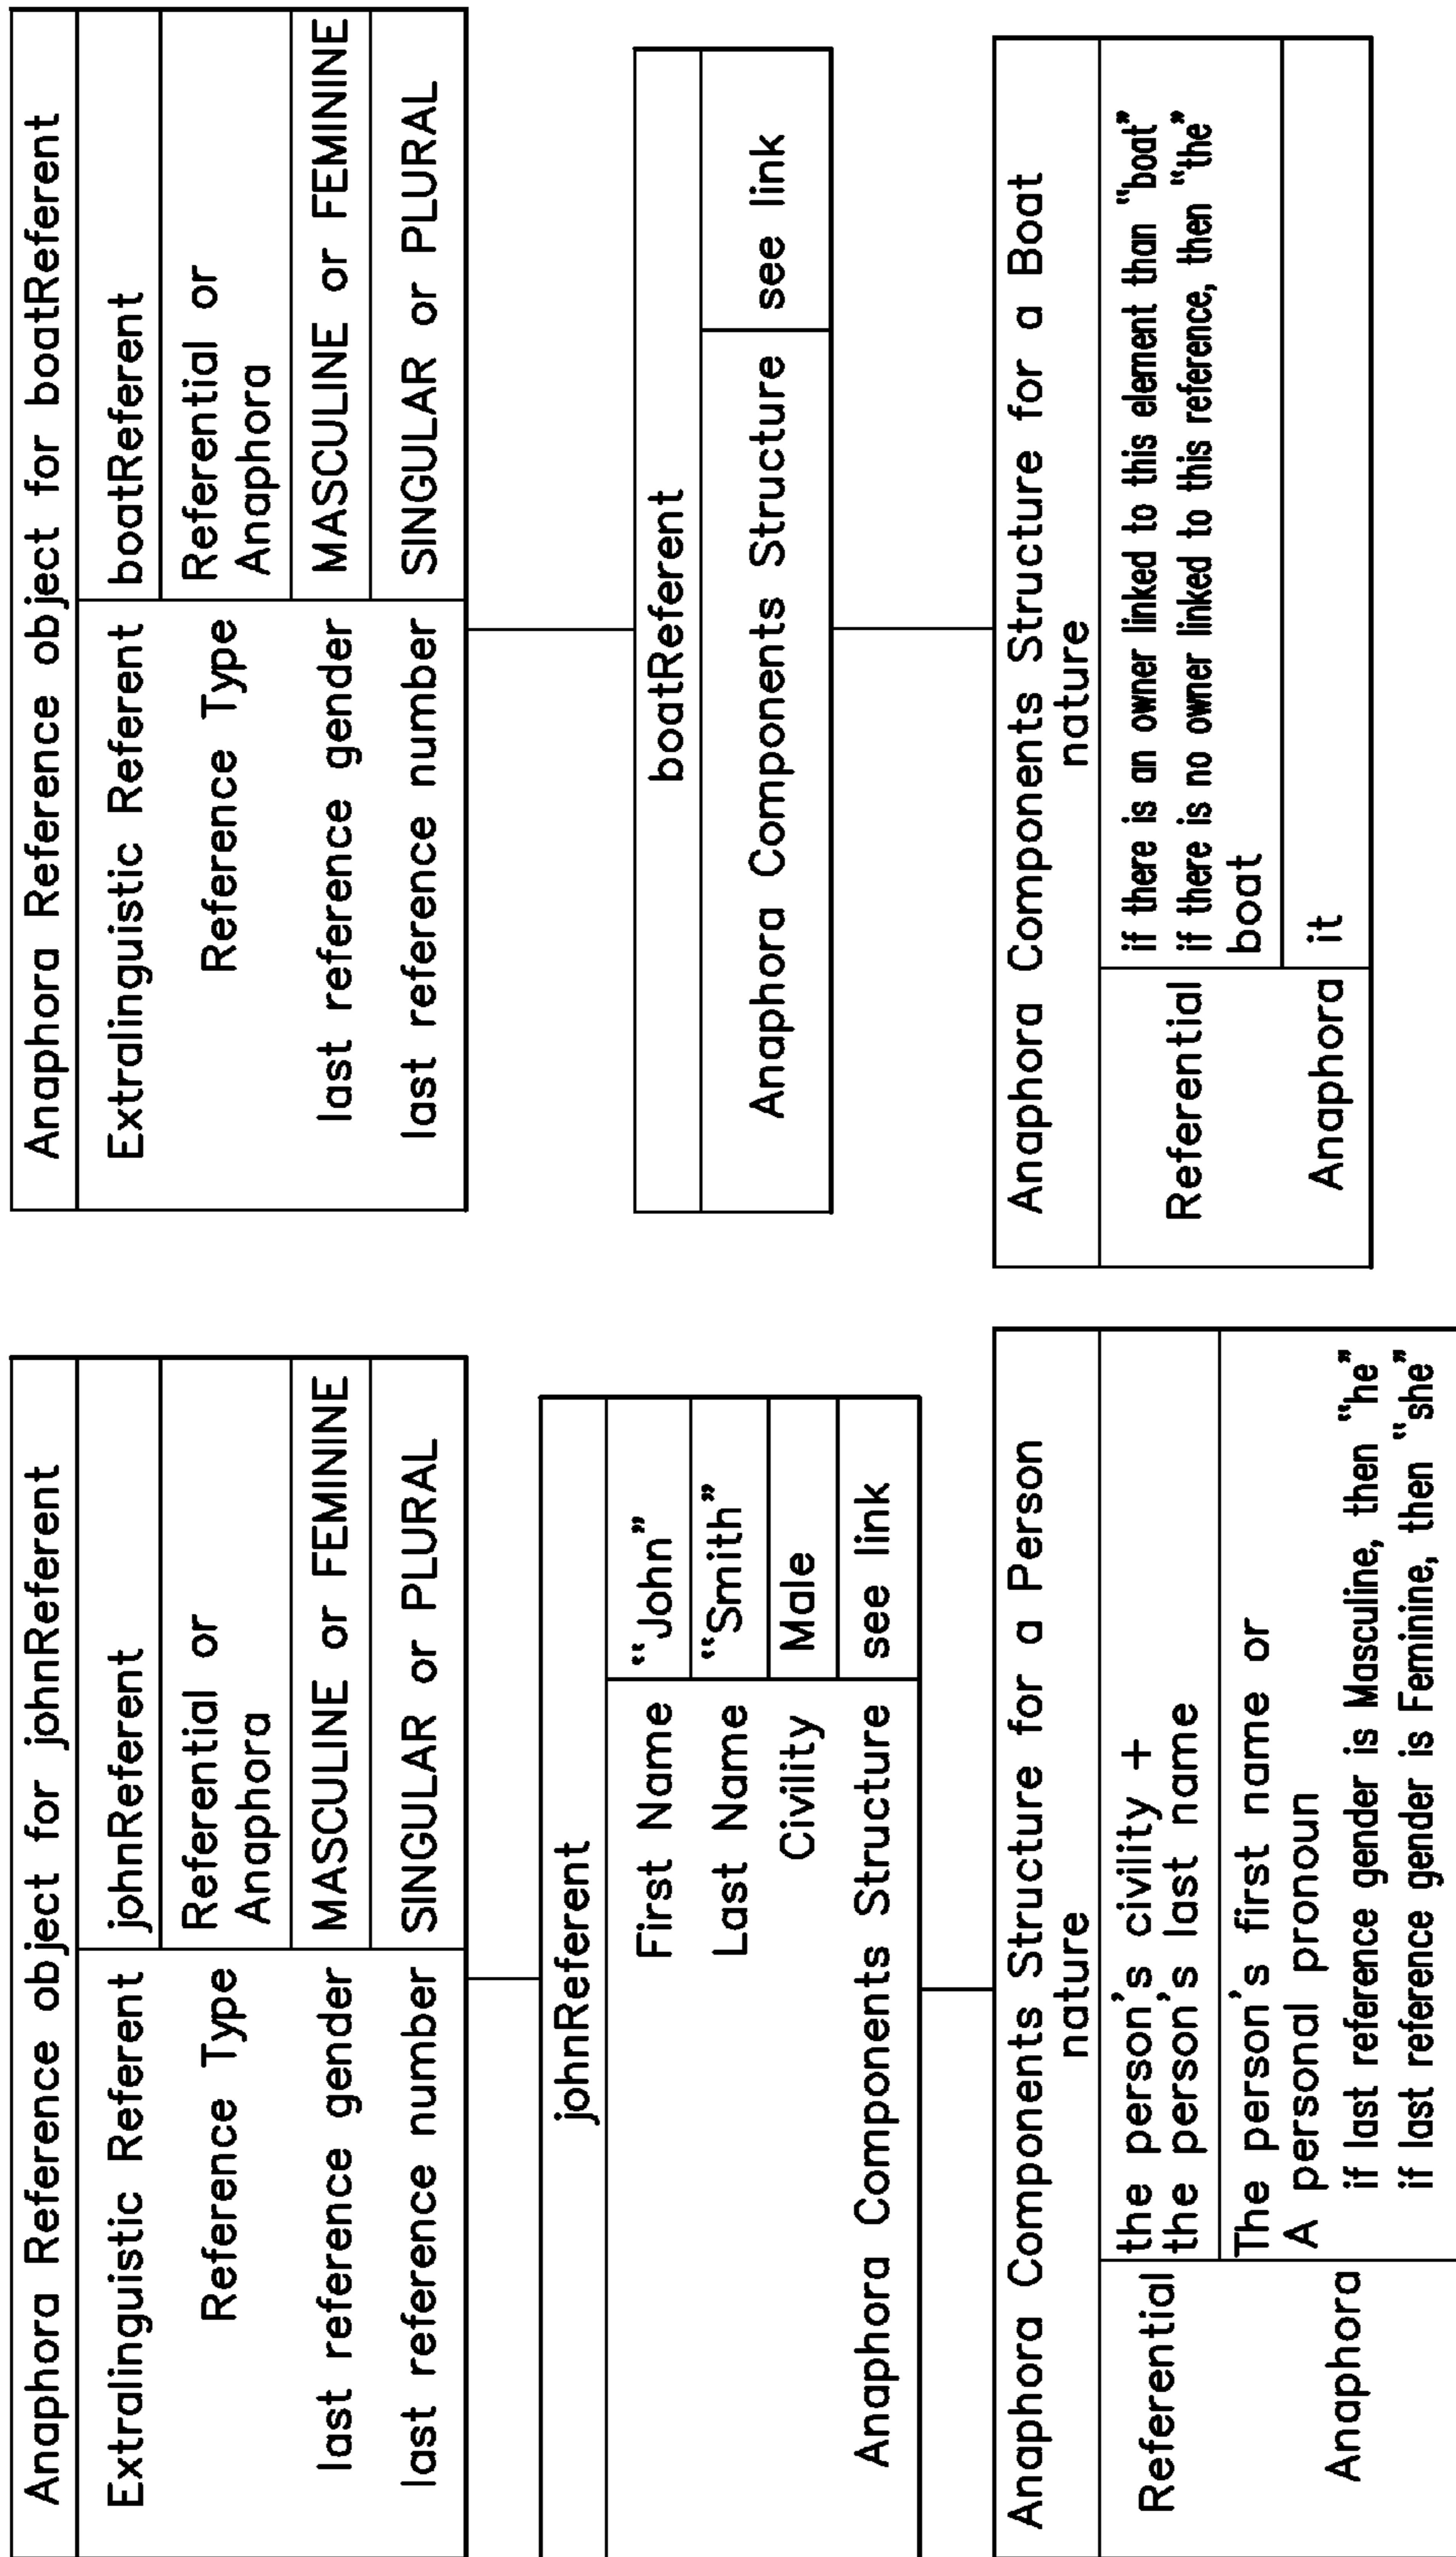 Anaphora Reference object for johnReferent
Extralinguistic Referent johnReferent
Reference Type Referential or
Anaphora
last reference gender MASCULINE or FEMININE
last reference number SINGULAR or PLURAL
johnReferent
First Name “John”
Last Name “Smith”
Civility Male
Anaphora Components Structure see link
Anaphora Components Structure for a Person
nature
Referential the person's civility +
the person's last name
Anaphora The person's first name or
A personal pronoun
if last reference gender is Masculine, then “he”
if last reference gender is Feminine, then “she”
Anaphora Reference object for boatReferent
Extralinguistic Referent boatReferent
Reference Type Referential or
Anaphora
last reference gender MASCULINE or FEMININE
last reference number SINGULAR or PLURAL
boatReferent
Anaphora Components Structure see link
Anaphora Components Structure for a Boat
nature
Referential if there is an owner linked to this element than “boat”
if there is no owner linked to this reference, then “the”
boat
Anaphora it